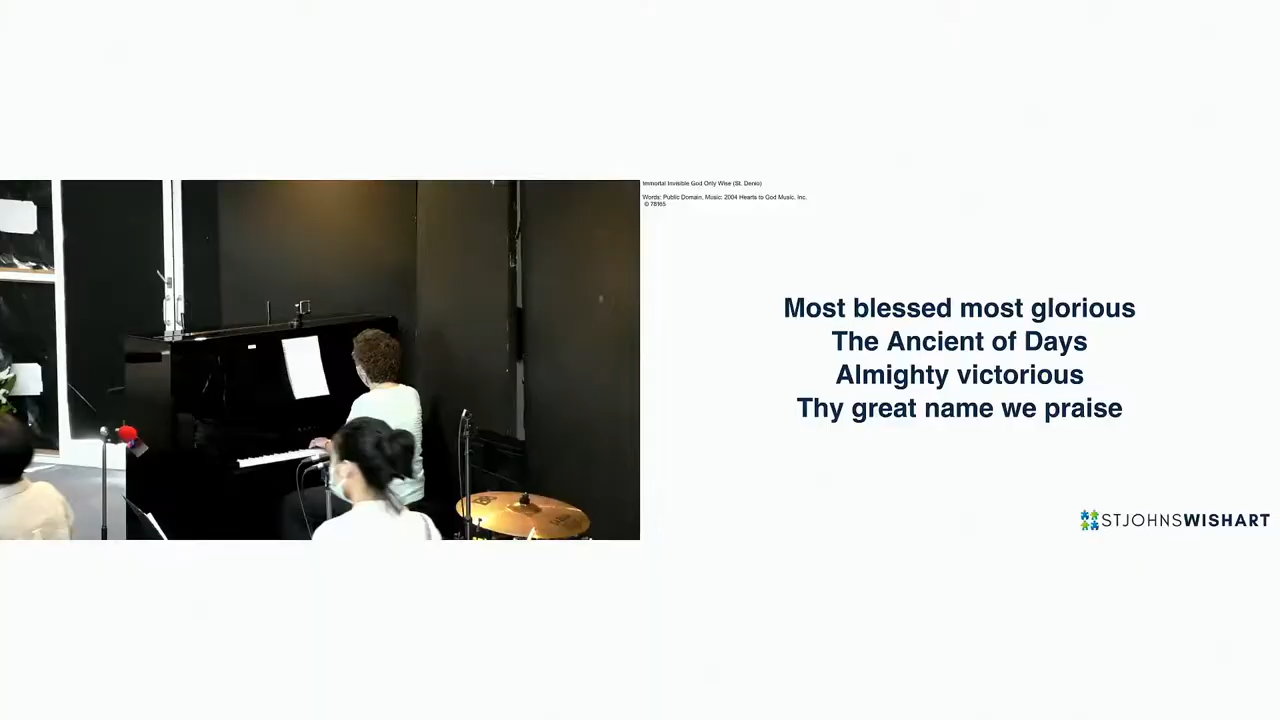 Immortal Invisible God Only Wise (St. Denio)
Words: Public Domain, Music: 2004 Hearts to God Music, Inc.
© 78165
Most blessed most glorious
The Ancient of Days
Almighty victorious
Thy great name we praise
STJOHNSWISHART